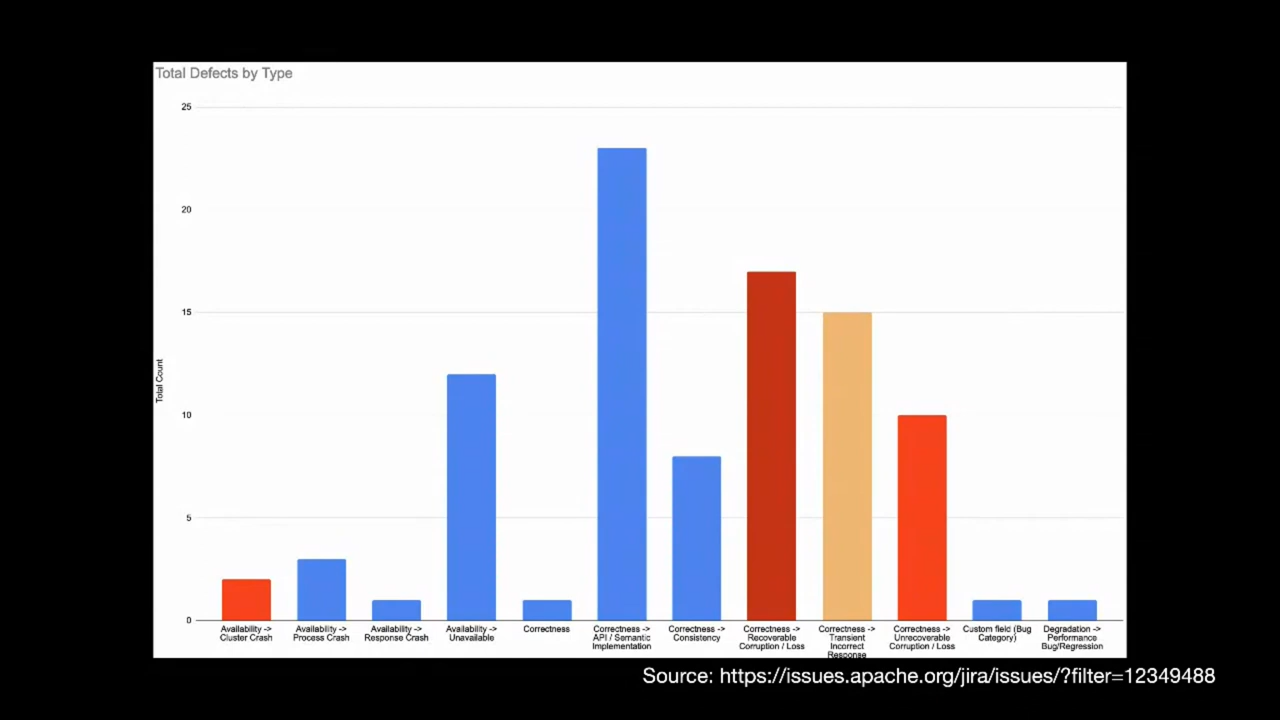 Total Defects by Type
25
20
15
10
5
0
Total Count
Availability ->
Cluster Crash
Availability ->
Process Crash
Availability ->
Response Crash
Availability ->
Unavailable
Correctness
Correctness ->
API / Semantic
Implementation
Correctness ->
Consistency
Correctness ->
Recoverable
Corruption / Loss
Correctness ->
Transient
Incorrect
Response
Correctness ->
Unrecoverable
Corruption / Loss
Custom field (Bug
Category)
Degradation ->
Performance
Bug/Regression
Source: https://issues.apache.org/jira/issues/?filter=12349488